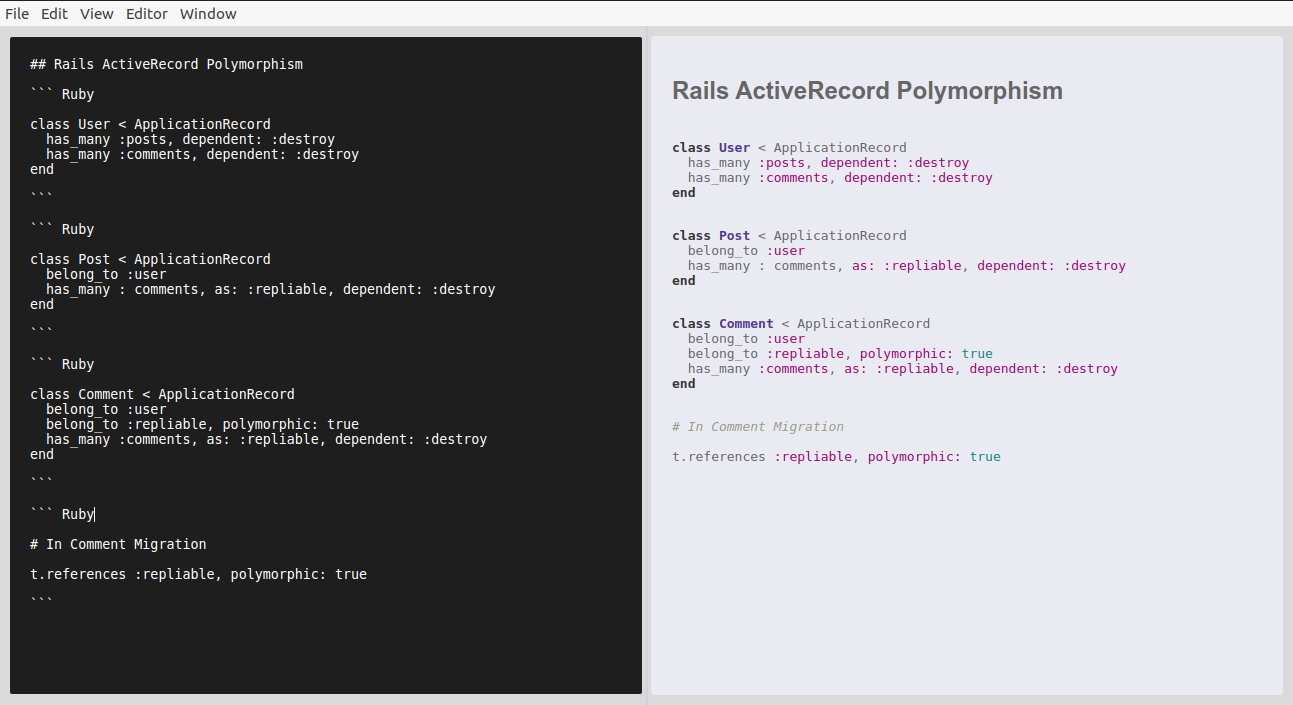 File Edit View Editor Window
## Rails ActiveRecord Polymorphism
``` Ruby
class User < ApplicationRecord
  has_many :posts, dependent: :destroy
  has_many :comments, dependent: :destroy
end
```
``` Ruby
class Post < ApplicationRecord
  belong_to :user
  has_many : comments, as: :repliable, dependent: :destroy
end
```
``` Ruby
class Comment < ApplicationRecord
  belong_to :user
  belong_to :repliable, polymorphic: true
  has_many :comments, as: :repliable, dependent: :destroy
end
```
``` Ruby
# In Comment Migration
t.references :repliable, polymorphic: true
```
Rails ActiveRecord Polymorphism
class User < ApplicationRecord
  has_many :posts, dependent: :destroy
  has_many :comments, dependent: :destroy
end
class Post < ApplicationRecord
  belong_to :user
  has_many : comments, as: :repliable, dependent: :destroy
end
class Comment < ApplicationRecord
  belong_to :user
  belong_to :repliable, polymorphic: true
  has_many :comments, as: :repliable, dependent: :destroy
end
# In Comment Migration
t.references :repliable, polymorphic: true